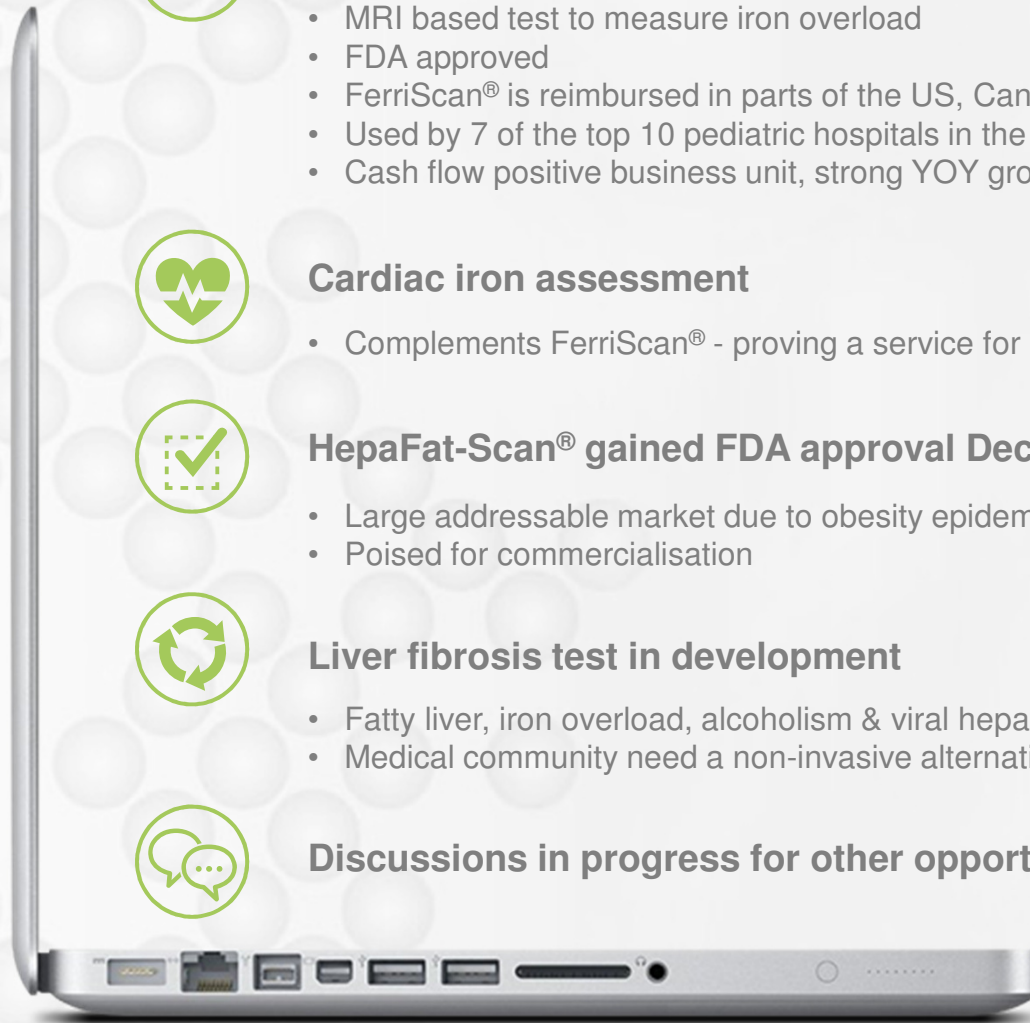 • MRI based test to measure iron overload
• FDA approved
• FerriScan® is reimbursed in parts of the US, Can
• Used by 7 of the top 10 pediatric hospitals in the
• Cash flow positive business unit, strong YOY gro
Cardiac iron assessment
• Complements FerriScan® - proving a service for
HepaFat-Scan® gained FDA approval Dec
• Large addressable market due to obesity epidem
• Poised for commercialisation
Liver fibrosis test in development
• Fatty liver, iron overload, alcoholism & viral hepa
• Medical community need a non-invasive alternati
Discussions in progress for other opport